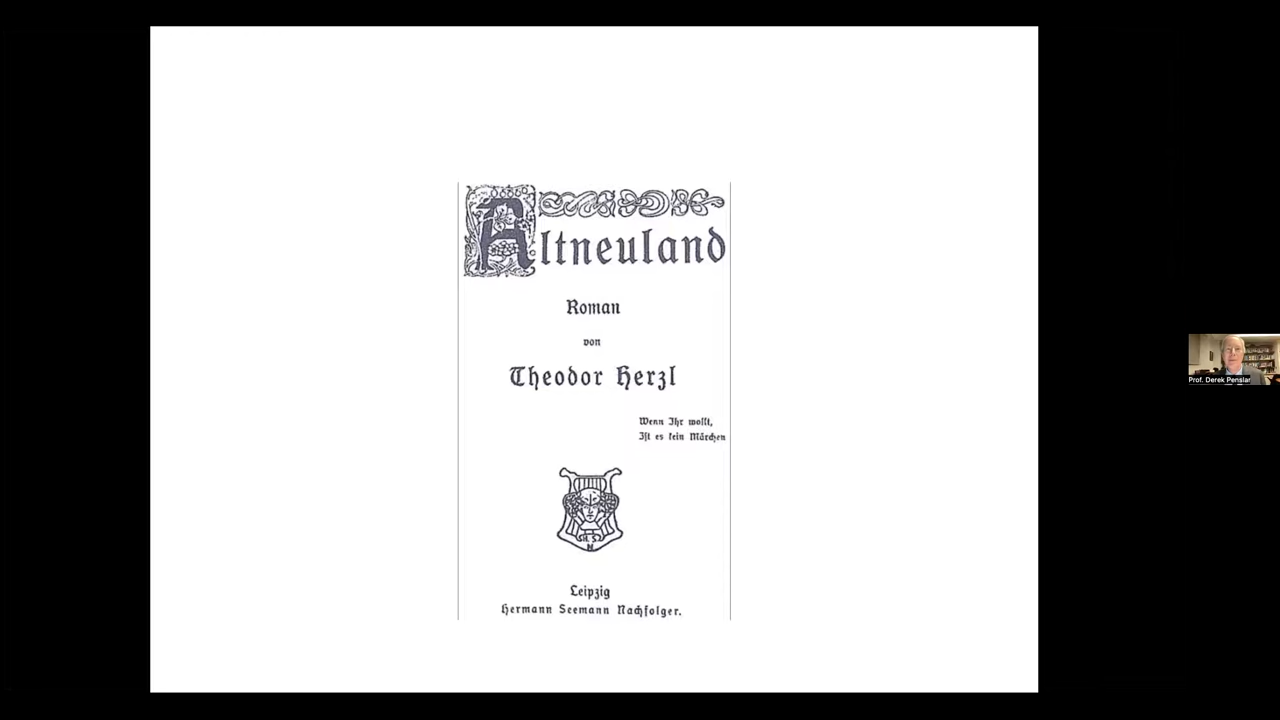 Altneuland
Roman
von
Theodor Herzl
Wenn Ihr wollt,
Ist es kein Märchen
H. S.
N
Leipzig
Hermann Seemann Nachfolger.
Prof. Derek Penslar